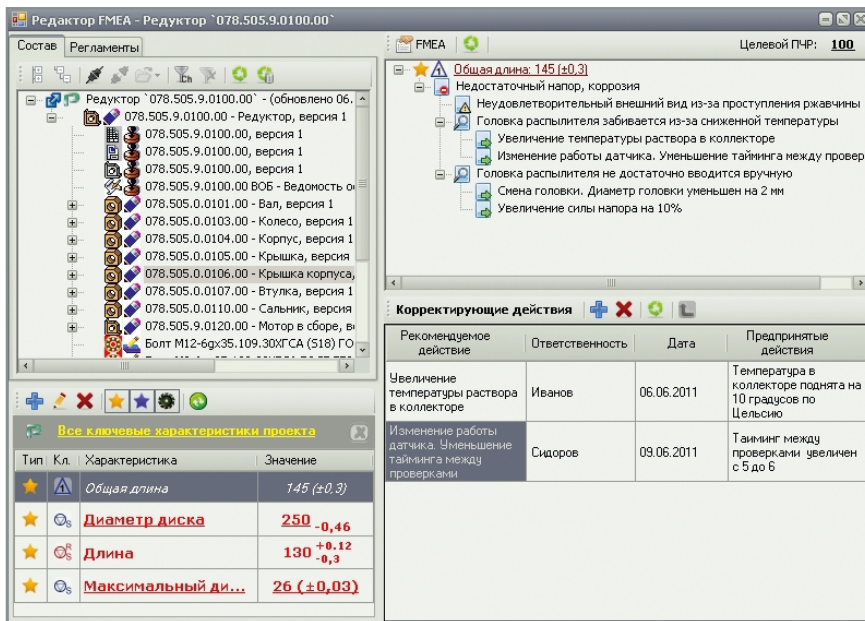 Редактор FMEA - Редуктор `078.505.9.0100.00`
Состав Регламенты
Редуктор `078.505.9.0100.00` - (обновлено 06.
078.505.9.0100.00 - Редуктор, версия 1
078.505.9.0100.00, версия 1
078.505.9.0100.00, версия 1
078.505.9.0100.00, версия 1
078.505.9.0100.00 ВОБ - Ведомость о
078.505.0.0101.00 - Вал, версия 1
078.505.0.0103.00 - Колесо, версия 1
078.505.0.0104.00 - Корпус, версия 1
078.505.0.0105.00 - Крышка, версия
078.505.0.0106.00 - Крышка корпуса,
078.505.0.0107.00 - Втулка, версия 1
078.505.0.0110.00 - Сальник, версия
078.505.9.0120.00 - Мотор в сборе, в
Болт М12-6gх35.109.30ХГСА (S18) ГО
Все ключевые характеристики проекта
Тип Кл. Характеристика Значение
Общая длина 145 (±0,3)
Диаметр диска 250 -0,46
Длина 130 +0.12 -0,3
Максимальный ди... 26 (±0,03)
FMEA Целевой ПЧР: 100
Общая длина: 145 (±0,3)
Недостаточный напор, коррозия
Неудовлетворительный внешний вид из-за проступления ржавчины
Головка распылителя забивается из-за сниженной температуры
Увеличение температуры раствора в коллекторе
Изменение работы датчика. Уменьшение тайминга между провер
Головка распылителя не достаточно вводится вручную
Смена головки. Диаметр головки уменьшен на 2 мм
Увеличение силы напора на 10%
Корректирующие действия
Рекомендуемое действие Ответственность Дата Предпринятые действия
Увеличение
температуры раствора
в коллекторе
Иванов
06.06.2011
Температура в
коллекторе поднята на
10 градусов по
Цельсию
Изменение работы
датчика. Уменьшение
тайминга между
проверками
Сидоров
09.06.2011
Таиминг между
проверками увеличен
с 5 до 6